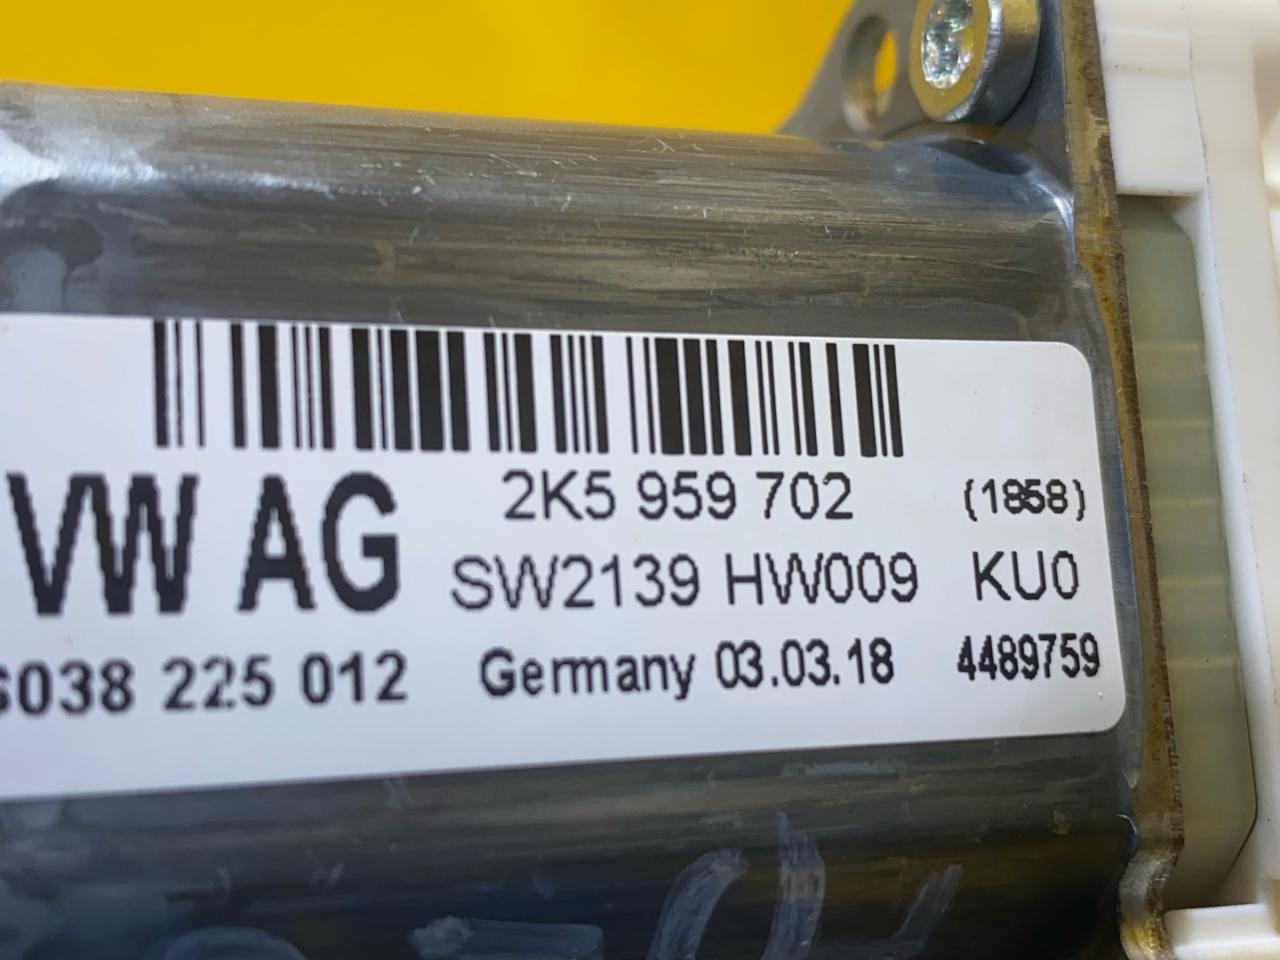 VW AG
2K5 959 702 (1858)
SW2139 HW009 KU0
038 225 012 Germany 03.03.18 4489759